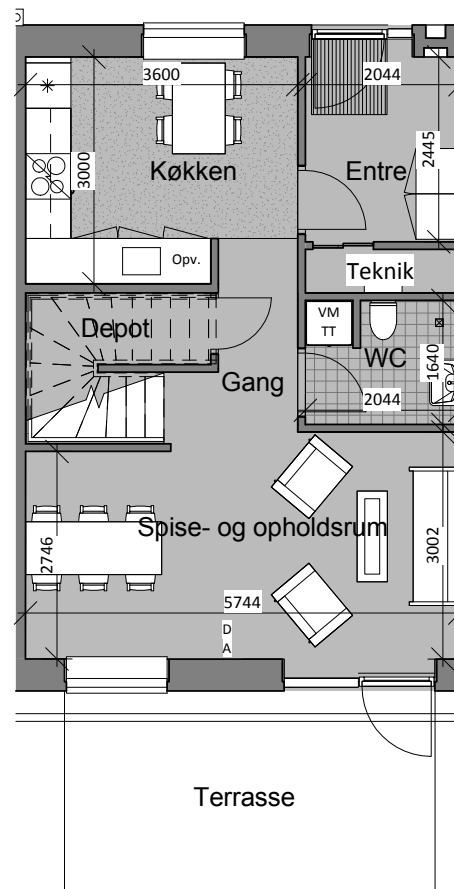 3600
2044
Køkken
3000
Entre
2445
Opv.
Teknik
Depot
VM
TT
WC
1640
Gang
2044
Spise- og opholdsrum
2746
3002
5744
D
A
Terrasse